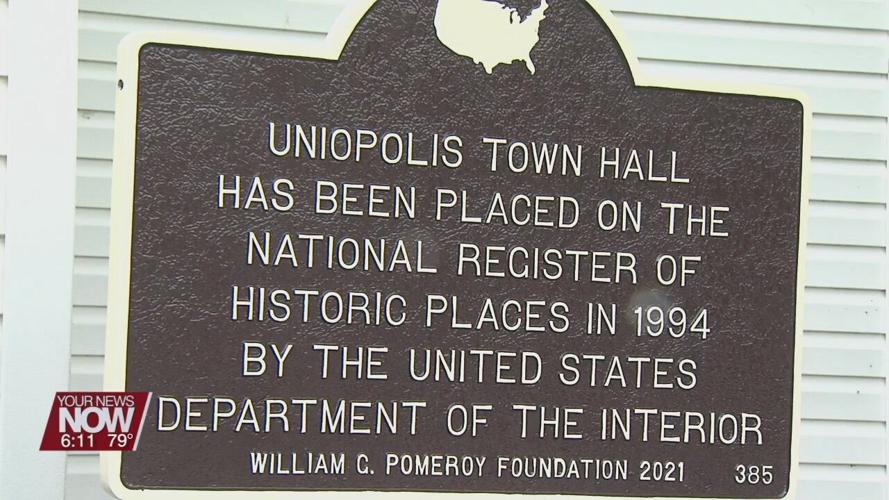 UNIOPOLIS TOWN HALL
HAS BEEN PLACED ON THE
NATIONAL REGISTER OF
HISTORIC PLACES IN 1994
BY THE UNITED STATES
DEPARTMENT OF THE INTERIOR
WILLIAM G. POMEROY FOUNDATION 2021 385
YOUR NEWS
NOW
6:11 79°